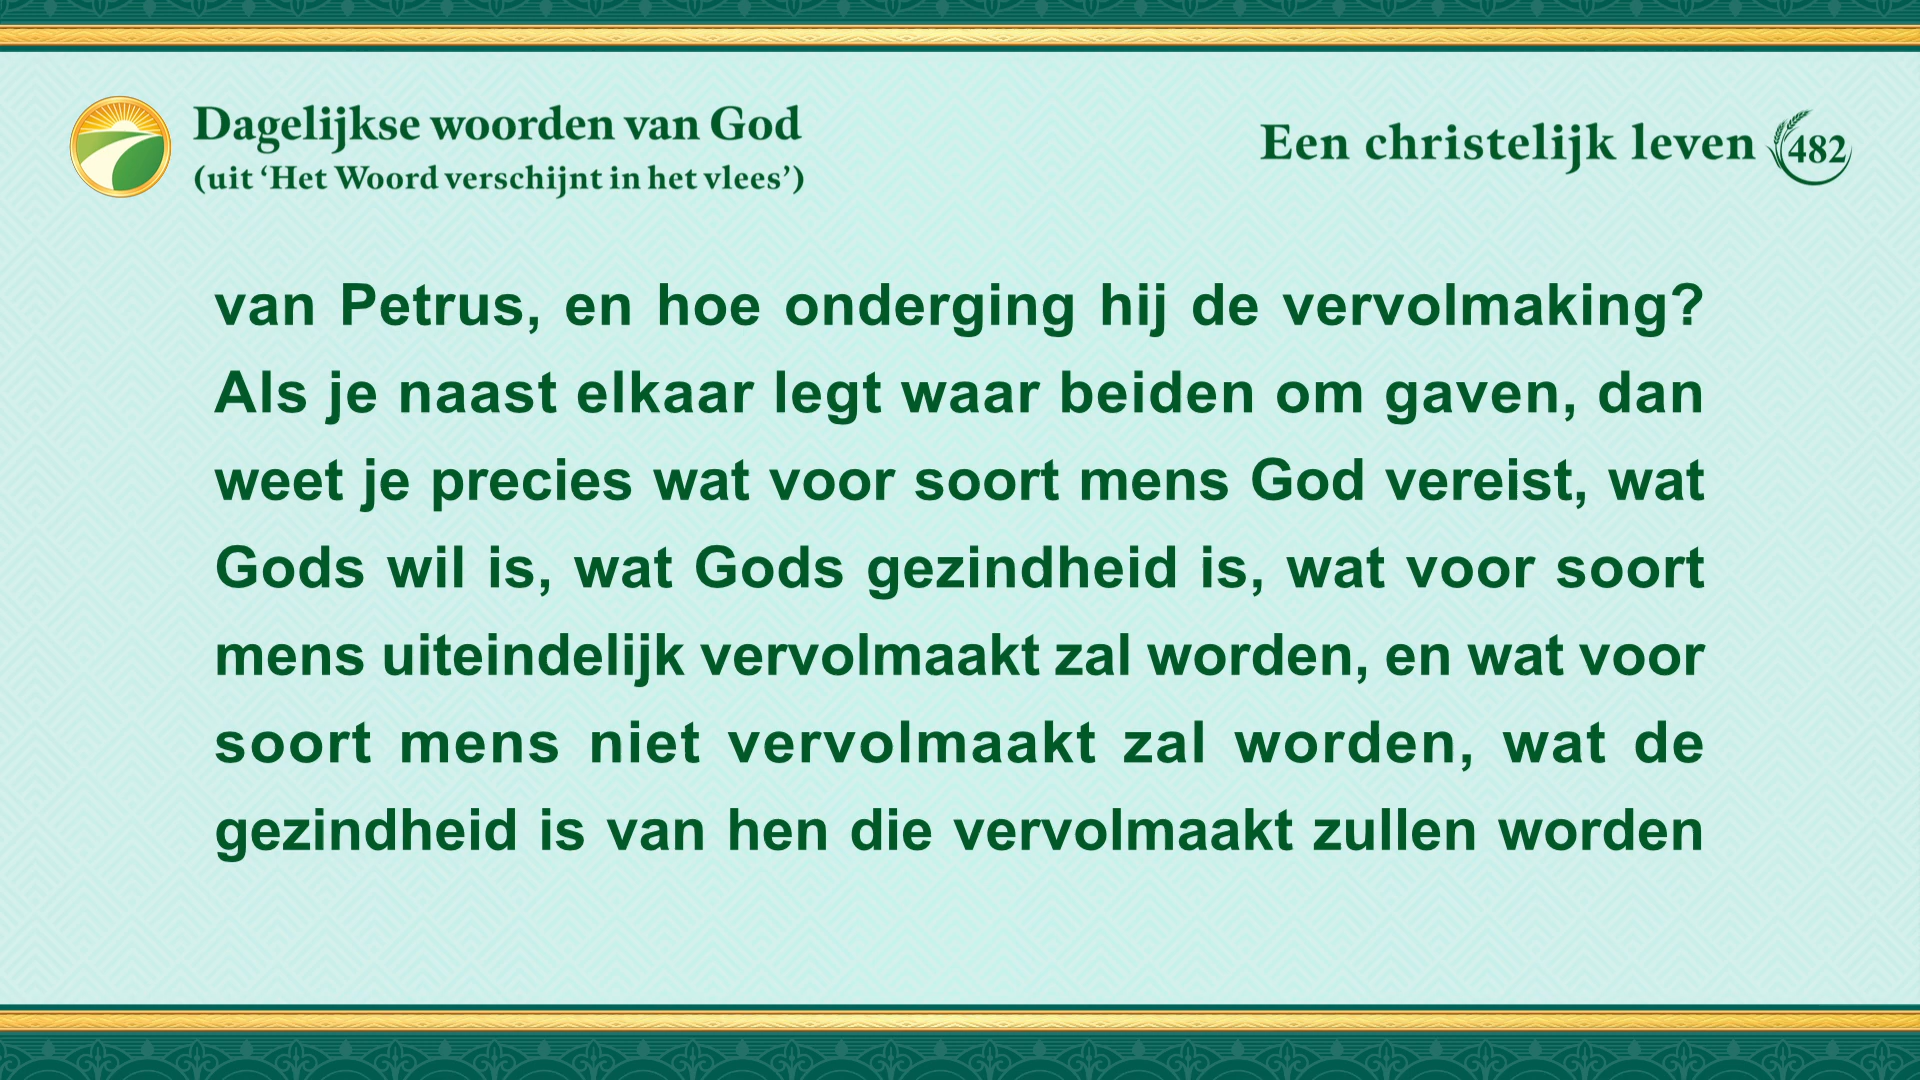 Dagelijkse woorden van God
(uit ‘Het Woord verschijnt in het vlees’)
Een christelijk leven 482
van Petrus, en hoe onderging hij de vervolmaking?
Als je naast elkaar legt waar beiden om gaven, dan
weet je precies wat voor soort mens God vereist, wat
Gods wil is, wat Gods gezindheid is, wat voor soort
mens uiteindelijk vervolmaakt zal worden, en wat voor
soort mens niet vervolmaakt zal worden, wat de
gezindheid is van hen die vervolmaakt zullen worden